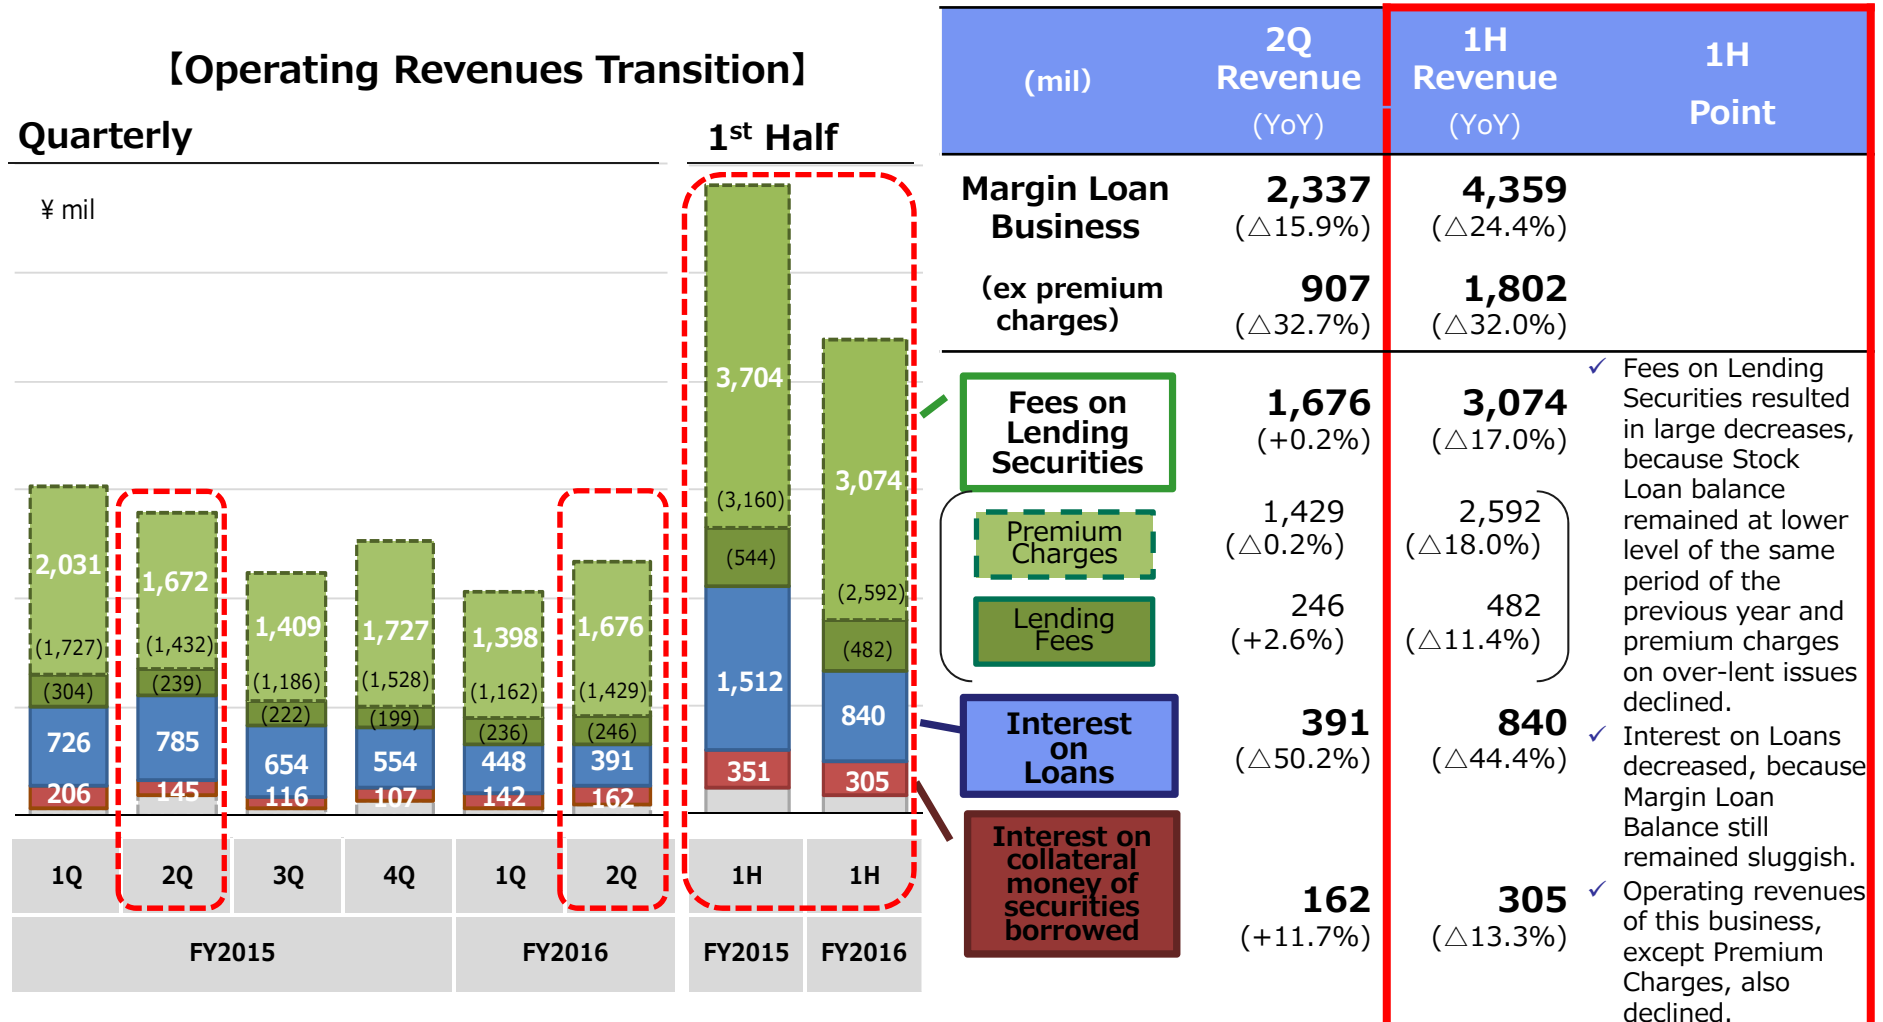 【Operating Revenues Transition】
Quarterly
1st Half
¥ mil
2,031
(1,727)
(304)
726
206
1,672
(1,432)
(239)
785
145
1,409
(1,186)
(222)
654
116
1,727
(1,528)
(199)
554
107
1,398
(1,162)
(236)
448
142
1,676
(1,429)
(246)
391
162
3,704
(3,160)
(544)
1,512
351
3,074
(2,592)
(482)
840
305
1Q 2Q 3Q 4Q 1Q 2Q 1H 1H
FY2015 FY2016 FY2015 FY2016
(mil)
2Q
Revenue
(YoY)
1H
Revenue
(YoY)
1H
Point
Margin Loan
Business
2,337
(△15.9%)
4,359
(△24.4%)
(ex premium
charges)
907
(△32.7%)
1,802
(△32.0%)
Fees on
Lending
Securities
1,676
(+0.2%)
3,074
(△17.0%)
Premium
Charges
1,429
(△0.2%)
2,592
(△18.0%)
Lending
Fees
246
(+2.6%)
482
(△11.4%)
Interest
on
Loans
391
(△50.2%)
840
(△44.4%)
Interest on
collateral
money of
securities
borrowed
162
(+11.7%)
305
(△13.3%)
✓ Fees on Lending
Securities resulted
in large decreases,
because Stock
Loan balance
remained at lower
level of the same
period of the
previous year and
premium charges
on over-lent issues
declined.
✓ Interest on Loans
decreased, because
Margin Loan
Balance still
remained sluggish.
✓ Operating revenues
of this business,
except Premium
Charges, also
declined.